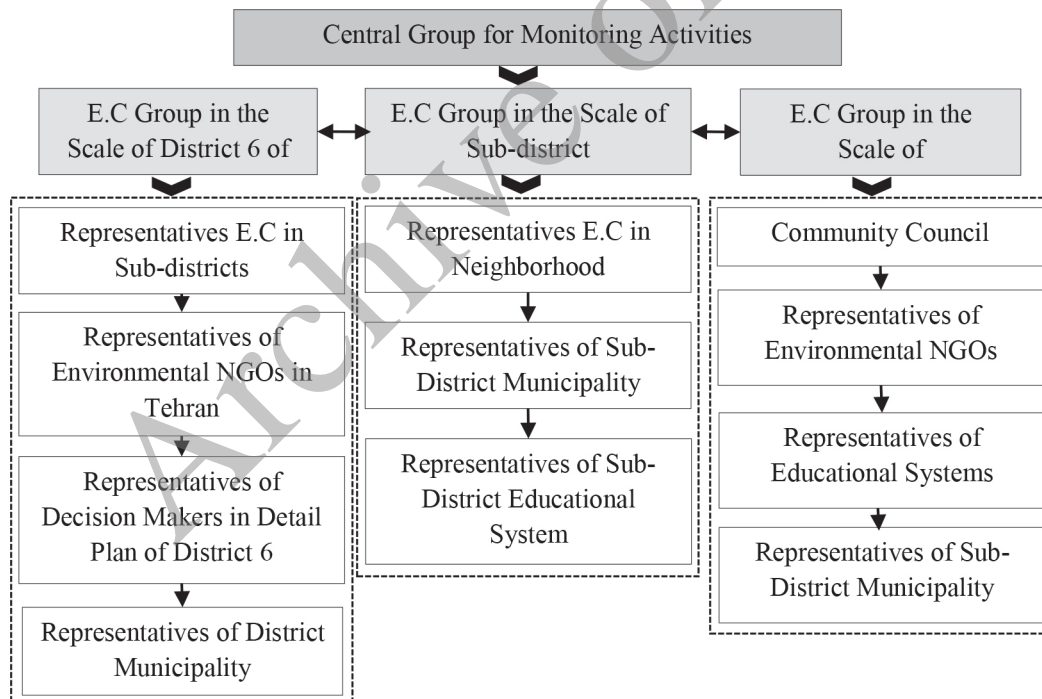 Central Group for Monitoring Activities
E.C Group in the
Scale of District 6 of
E.C Group in the Scale of
Sub-district
E.C Group in the
Scale of
Representatives E.C in
Sub-districts
Representatives of
Environmental NGOs in
Tehran
Representatives of
Decision Makers in Detail
Plan of District 6
Representatives of District
Municipality
Representatives E.C in
Neighborhood
Representatives of Sub-
District Municipality
Representatives of Sub-
District Educational
System
Community Council
Representatives of
Environmental NGOs
Representatives of
Educational Systems
Representatives of Sub-
District Municipality
Archive of